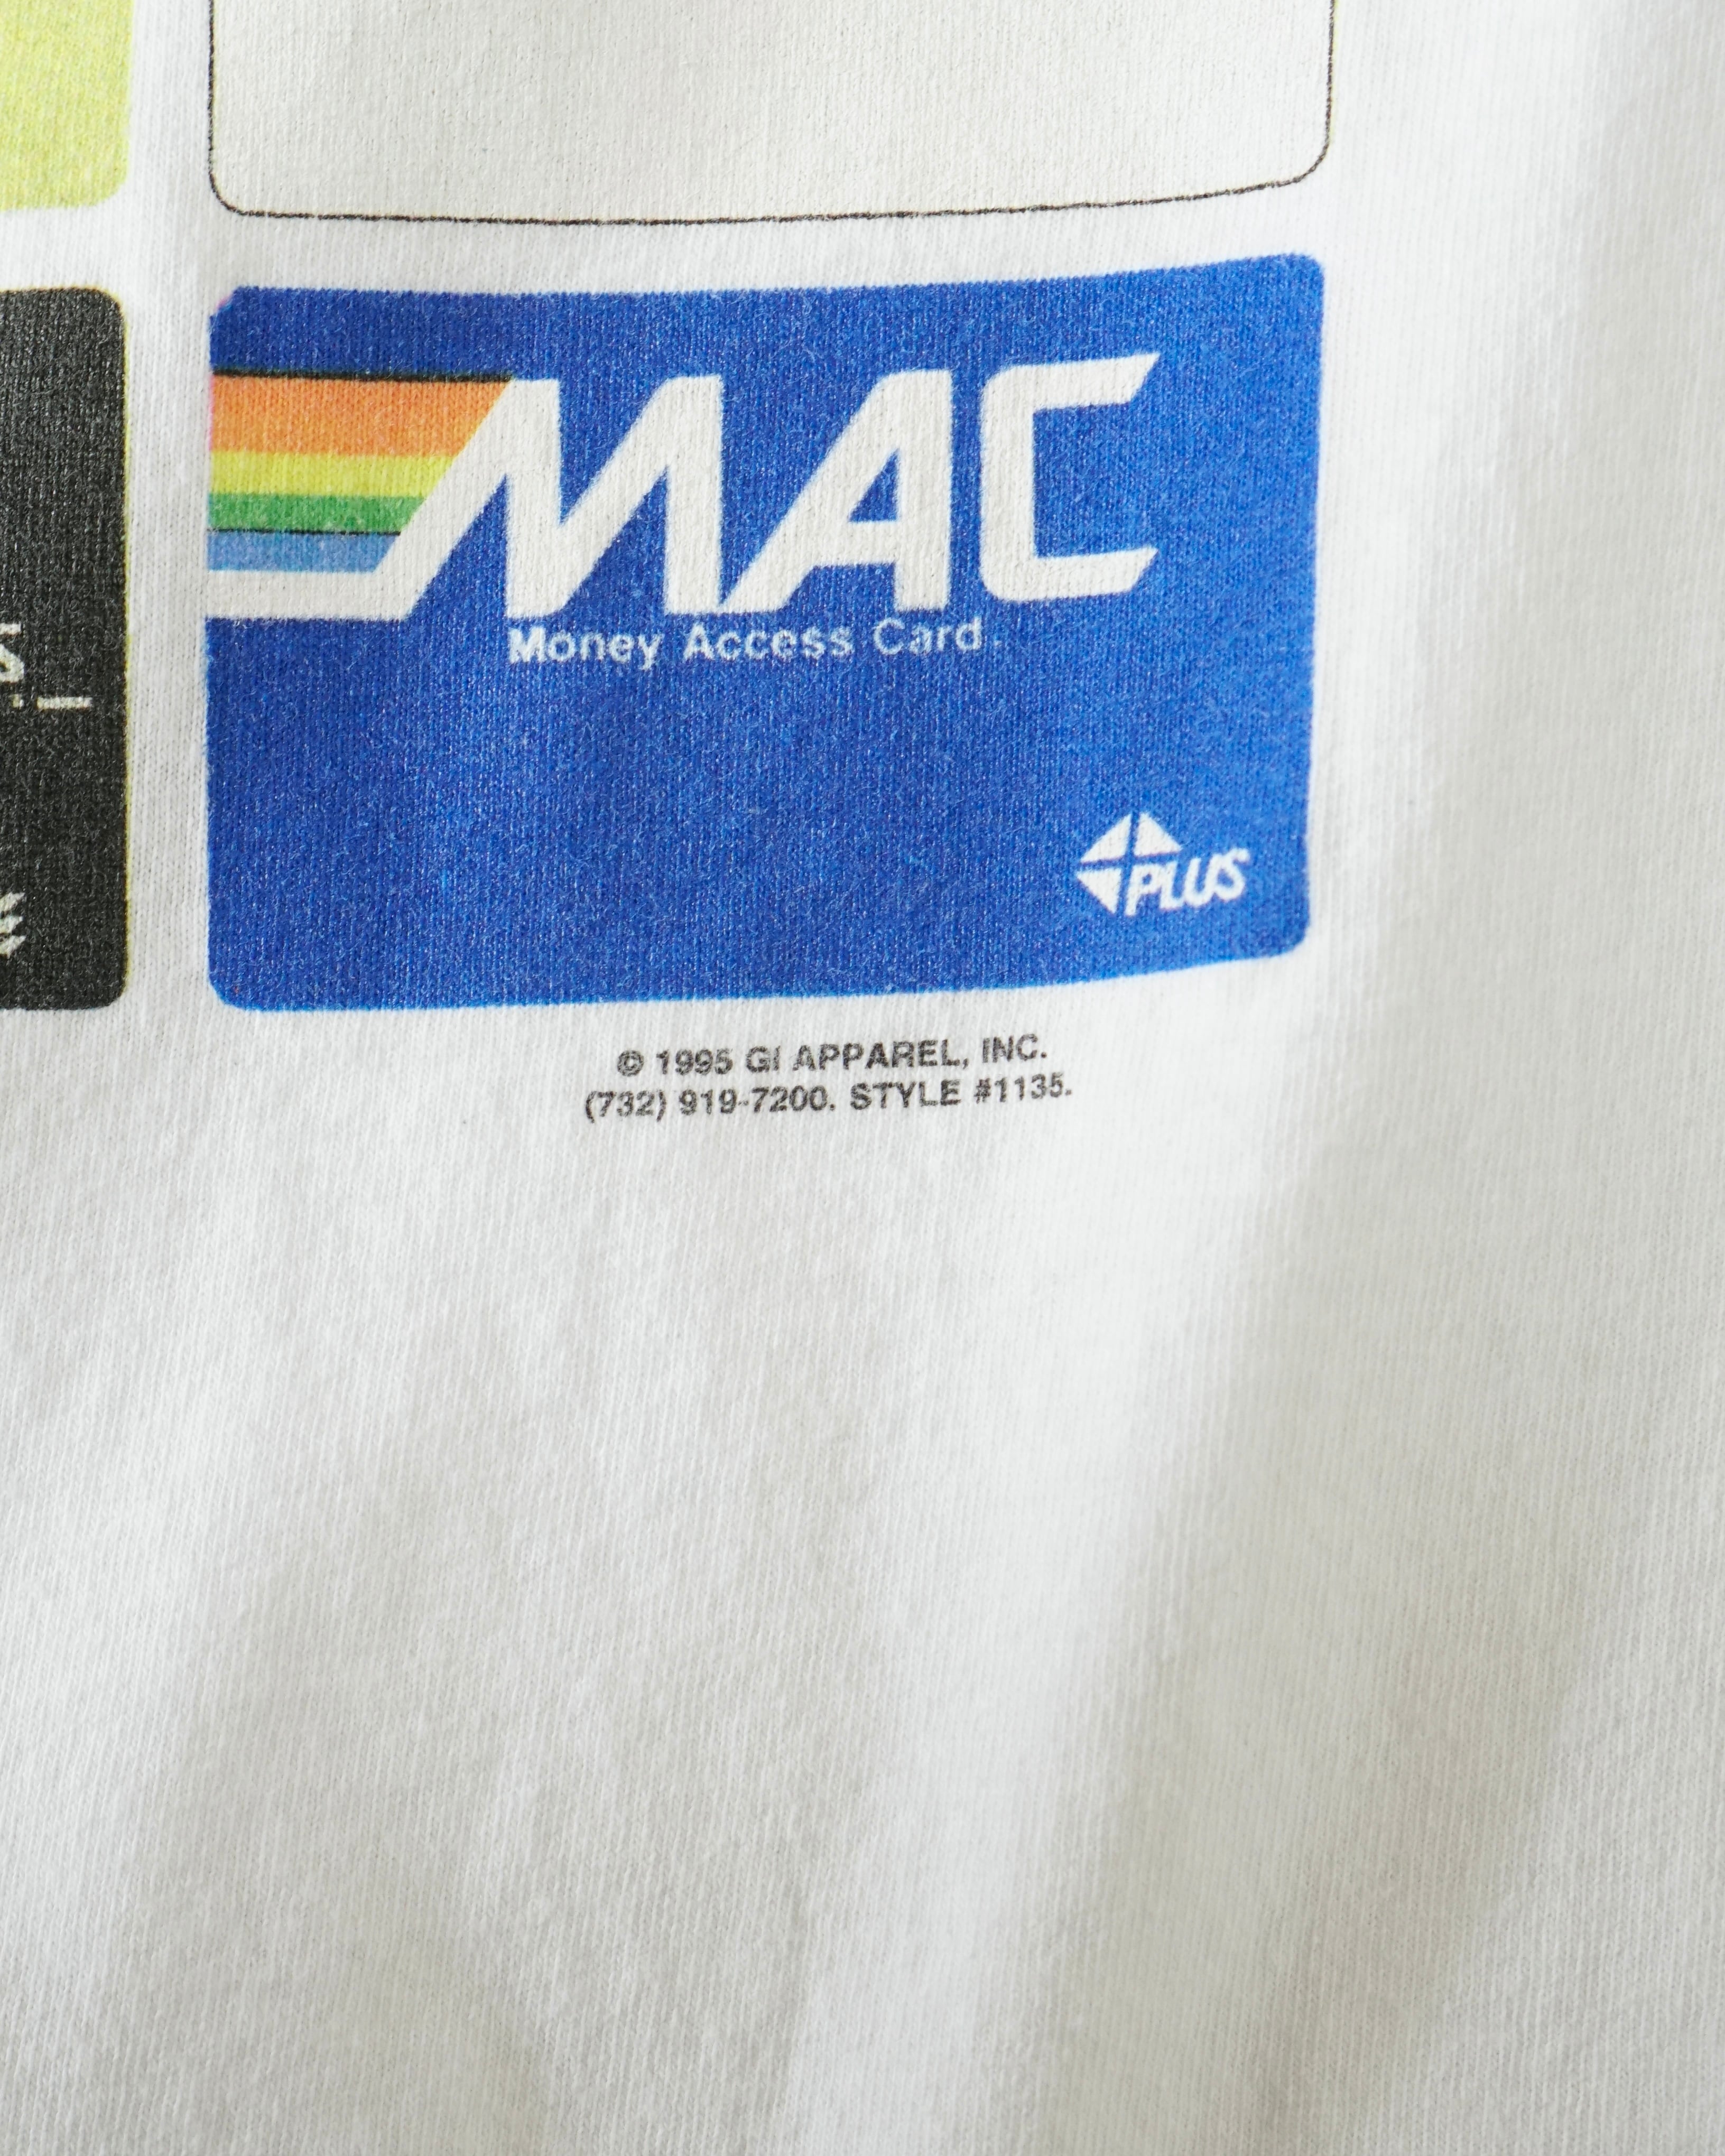 MAC
Money Access Card.
PLUS
© 1995 GI APPAREL, INC.
(732) 919-7200. STYLE #1135.